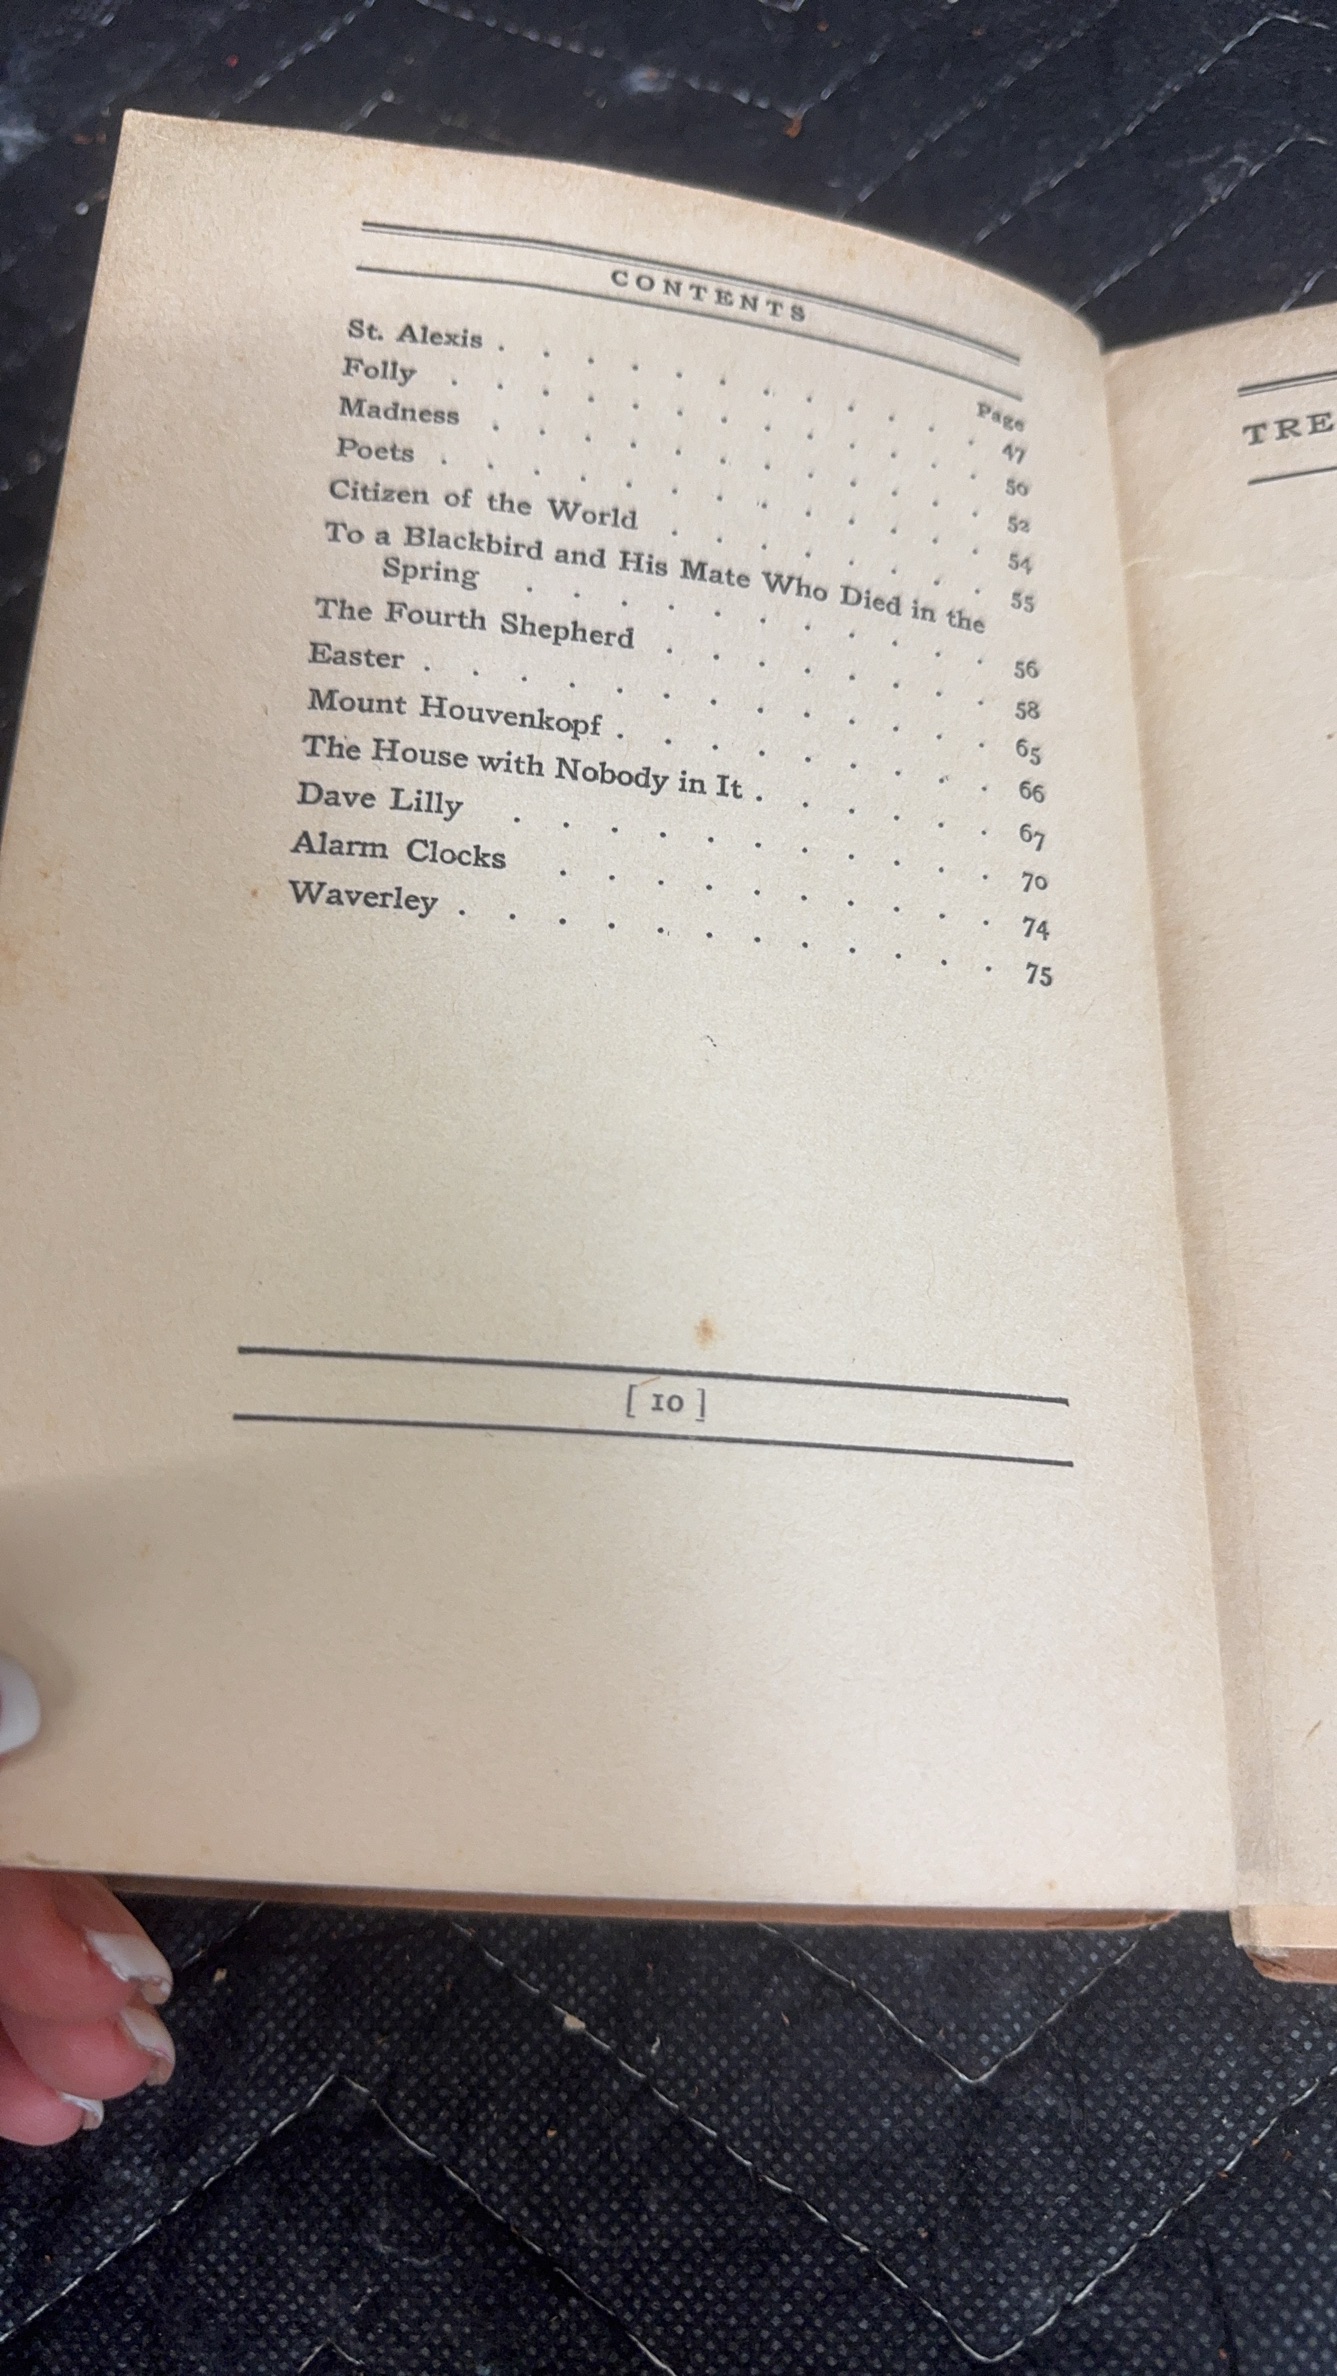 CONTENTS
Page
St. Alexis . . . . . . . . . . . . 47
Folly . . . . . . . . . . . . . 50
Madness . . . . . . . . . . . . 52
Poets . . . . . . . . . . . . . 54
Citizen of the World . . . . . . . . 55
To a Blackbird and His Mate Who Died in the
Spring . . . . . . . . . . . 56
The Fourth Shepherd . . . . . . . . 58
Easter . . . . . . . . . . . . . 65
Mount Houvenkopf . . . . . . . . . 66
The House with Nobody in It . . . . . . 67
Dave Lilly . . . . . . . . . . . 70
Alarm Clocks . . . . . . . . . . 74
Waverley . . . . . . . . . . . . 75
[ 10 ]
TRE